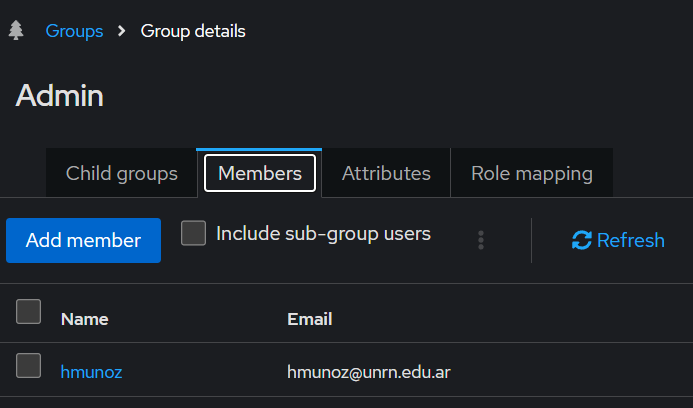 Groups > Group details
Admin
Child groups Members Attributes Role mapping
Add member Include sub-group users Refresh
Name Email
hmunoz hmunoz@unrn.edu.ar